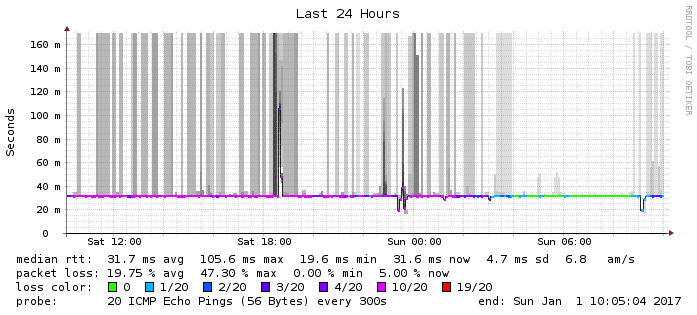 Last 24 Hours
RRDTOOL / TOBI OETIKER
Seconds
160 m
140 m
120 m
100 m
80 m
60 m
40 m
20 m
0
Sat 12:00 Sat 18:00 Sun 00:00 Sun 06:00
median rtt: 31.7 ms avg 105.6 ms max 19.6 ms min 31.6 ms now 4.7 ms sd 6.8 am/s
packet loss: 19.75 % avg 47.30 % max 0.00 % min 5.00 % now
loss color: 0 1/20 2/20 3/20 4/20 10/20 19/20
probe: 20 ICMP Echo Pings (56 Bytes) every 300s end: Sun Jan 1 10:05:04 2017